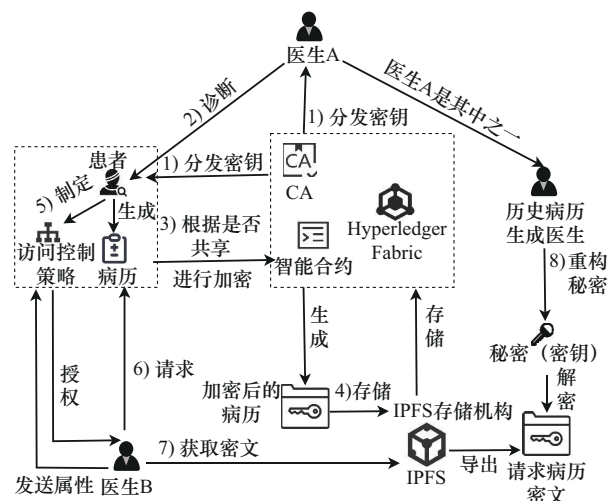 医生A
2) 诊断
1) 分发密钥
医生A是其中之一
患者
1) 分发密钥
CA
CA
5) 制定
生成
3) 根据是否
共享
进行加密
Hyperledger
Fabric
历史病历
生成医生
访问控制
策略
病历
智能合约
8)重构
秘密
生成
存储
6) 请求
授权
秘密（密钥）
解密
加密后的
病历
4)存储
IPFS存储机构
7) 获取密文
IPFS
导出
请求病历
密文
发送属性
医生B